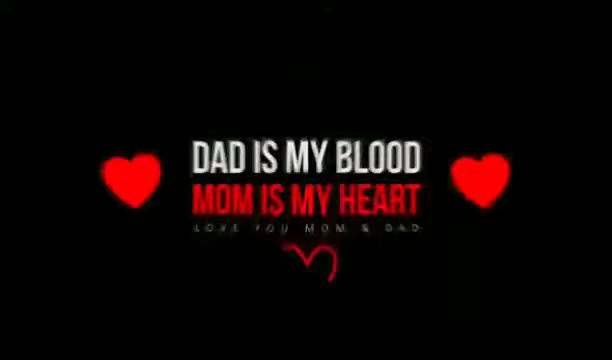 DAD IS MY BLOOD
MOM IS MY HEART
LOVE YOU MOM & DAD